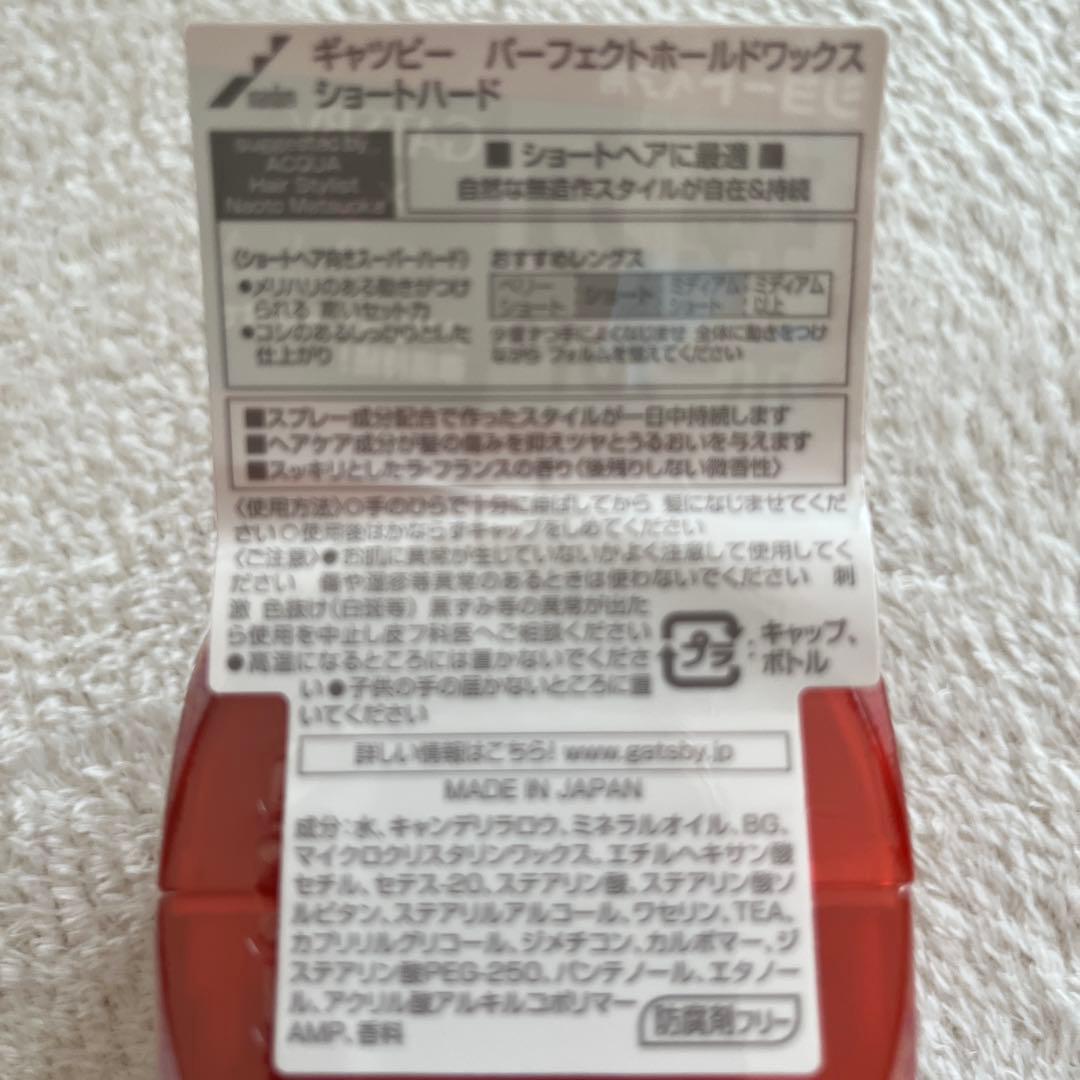 mandom
ギャツビー パーフェクトホールドワックス
ショートハード
suggested by
ACQUA
Hair Stylist
Naoto Matsuoka
■ ショートヘアに最適 ■
自然な無造作スタイルが自在&持続
〈ショートヘア向きスーパーハード〉
●メリハリのある動きがつけ
られる 高いセット力
●コシのあるしっかりとした
仕上がり
おすすめレングス
ベリー
ショート
ショート
ミディアム
ショート
ミディアム
以上
少量ずつ手によくなじませ 全体に動きをつけ
ながら フォルムを整えてください
■スプレー成分配合で作ったスタイルが一日中持続します
■ヘアケア成分が髪の傷みを抑えツヤとうるおいを与えます
■スッキリとしたラ・フランスの香り〈後残りしない微香性〉
〈使用方法〉○手のひらで十分に伸ばしてから 髪になじませてくだ
さい○使用後はかならずキャップをしめてください
〈ご注意〉●お肌に異常が生じていないかよく注意して使用してく
ださい 傷や湿疹等異常のあるときは使わないでください 刺
激 色抜け(白斑等) 黒ずみ等の異常が出た
ら使用を中止し皮フ科医へご相談ください
●高温になるところには置かないでくださ
い●子供の手の届かないところに置
いてください
プラ
:キャップ、
ボトル
詳しい情報はこちら! www.gatsby.jp
MADE IN JAPAN
成分:水、キャンデリラロウ、ミネラルオイル、BG、
マイクロクリスタリンワックス、エチルヘキサン酸
セチル、セテス-20、ステアリン酸、ステアリン酸ソ
ルビタン、ステアリルアルコール、ワセリン、TEA、
カプリリルグリコール、ジメチコン、カルボマー、ジ
ステアリン酸PEG-250、パンテノール、エタノー
ル、アクリル酸アルキルコポリマー
AMP、香料
防腐剤フリー